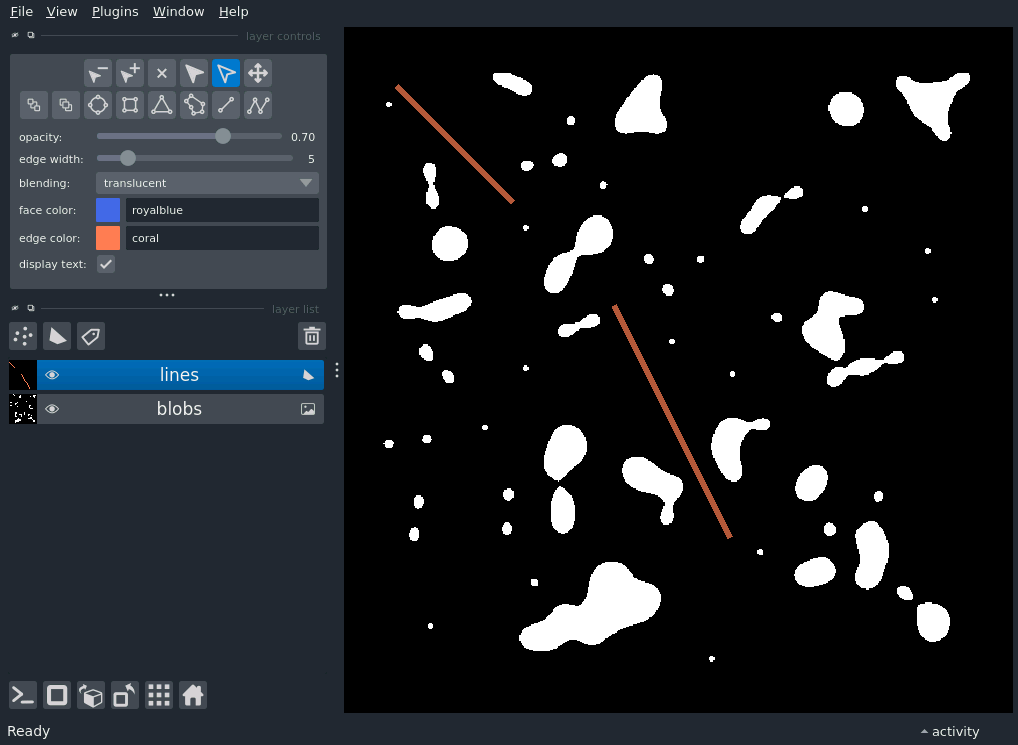 File View Plugins Window Help
layer controls
opacity: 0.70
edge width: 5
blending: translucent
face color: royalblue
edge color: coral
display text:
layer list
lines
blobs
Ready activity